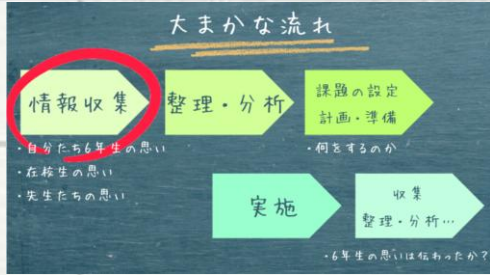 大まかな流れ
情報収集
整理・分析
課題の設定
計画・準備
・自分たち6年生の思い
・在校生の思い
・先生たちの思い
・何をするのか
実施
収集
整理・分析…
・6年生の思いは伝わったか？